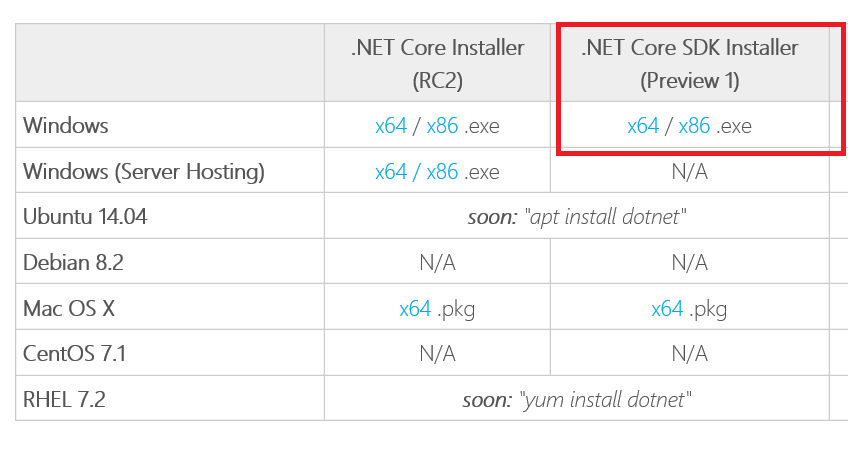 .NET Core Installer
(RC2)
.NET Core SDK Installer
(Preview 1)
Windows
x64 / x86 .exe
x64 / x86 .exe
Windows (Server Hosting)
x64 / x86 .exe
N/A
Ubuntu 14.04
soon: "apt install dotnet"
Debian 8.2
N/A
N/A
Mac OS X
x64 .pkg
x64 .pkg
CentOS 7.1
N/A
N/A
RHEL 7.2
soon: "yum install dotnet"